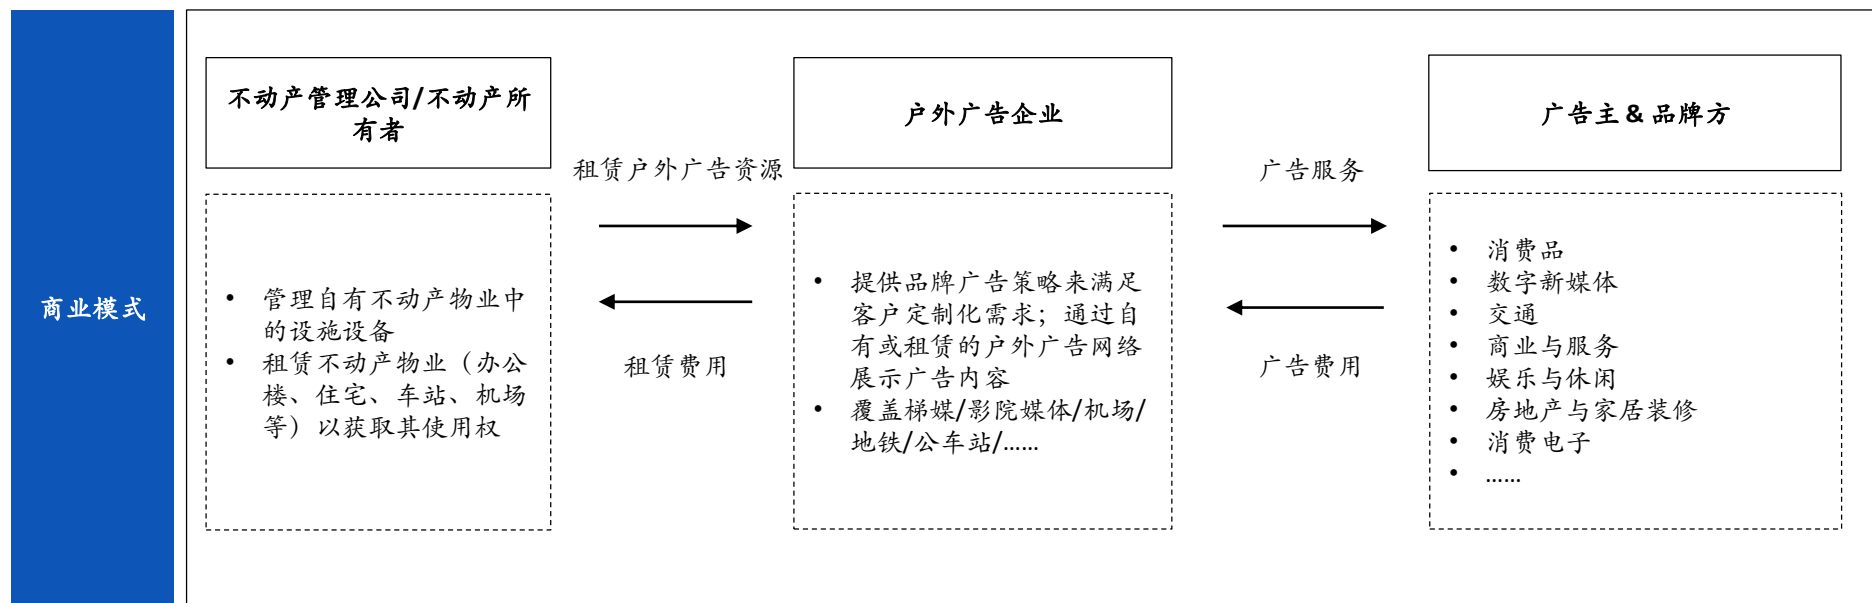 商业模式
不动产管理公司/不动产所
有者
• 管理自有不动产物业中
的设施设备
• 租赁不动产物业（办公
楼、住宅、车站、机场
等）以获取其使用权
租赁户外广告资源
租赁费用
户外广告企业
• 提供品牌广告策略来满足
客户定制化需求；通过自
有或租赁的户外广告网络
展示广告内容
• 覆盖梯媒/影院媒体/机场/
地铁/公车站/......
广告服务
广告费用
广告主 & 品牌方
• 消费品
• 数字新媒体
• 交通
• 商业与服务
• 娱乐与休闲
• 房地产与家居装修
• 消费电子
• ......